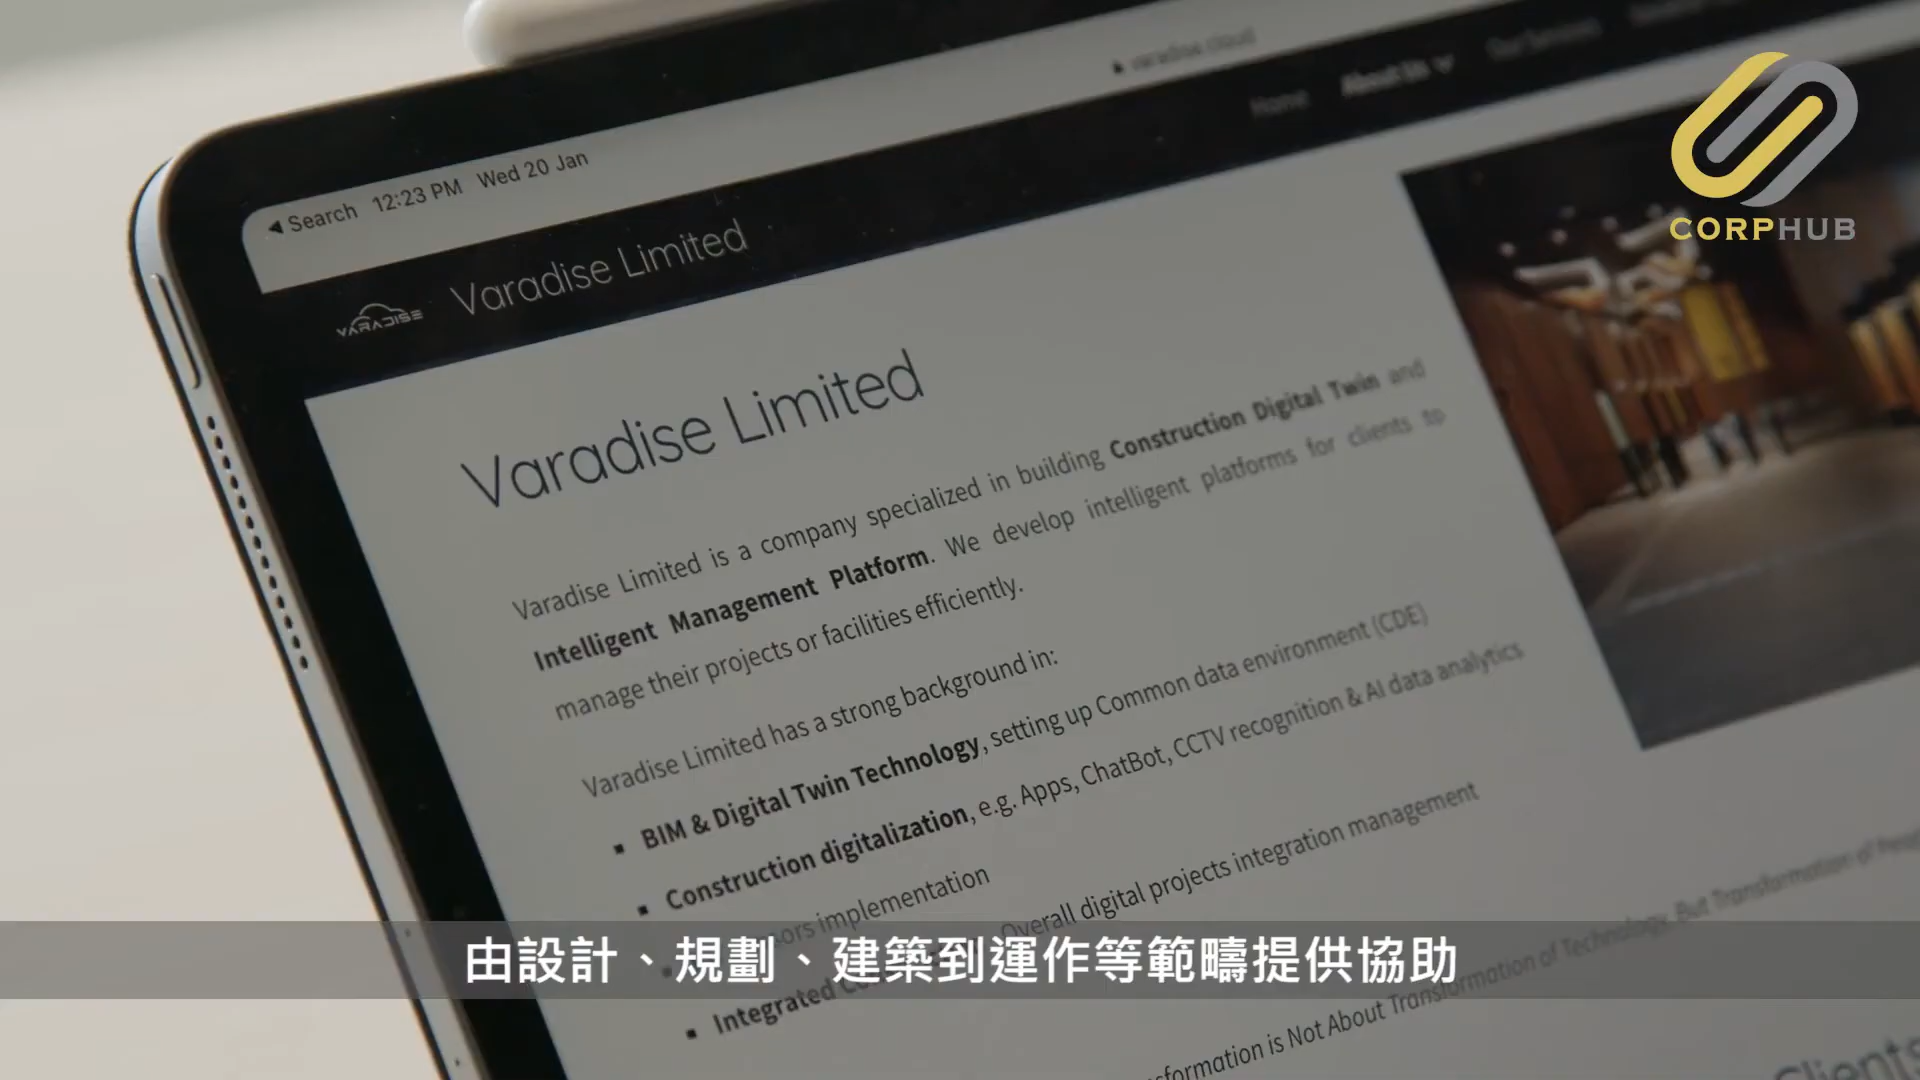 varadise.cloud
Home About Us Our Services
CORPHUB
Search 12:23 PM Wed 20 Jan
VARADISE Varadise Limited
Varadise Limited
Varadise Limited is a company specialized in building Construction Digital Twin and
Intelligent Management Platform. We develop intelligent platforms for clients to
manage their projects or facilities efficiently.
Varadise Limited has a strong background in:
▪ BIM & Digital Twin Technology, setting up Common data environment (CDE)
▪ Construction digitalization, e.g. Apps, ChatBot, CCTV recognition & AI data analytics
implementation
Overall digital projects integration management
▪ Integrated
is Not About Transformation of Technology, But Transformation of
Clients
由設計、規劃、建築到運作等範疇提供協助